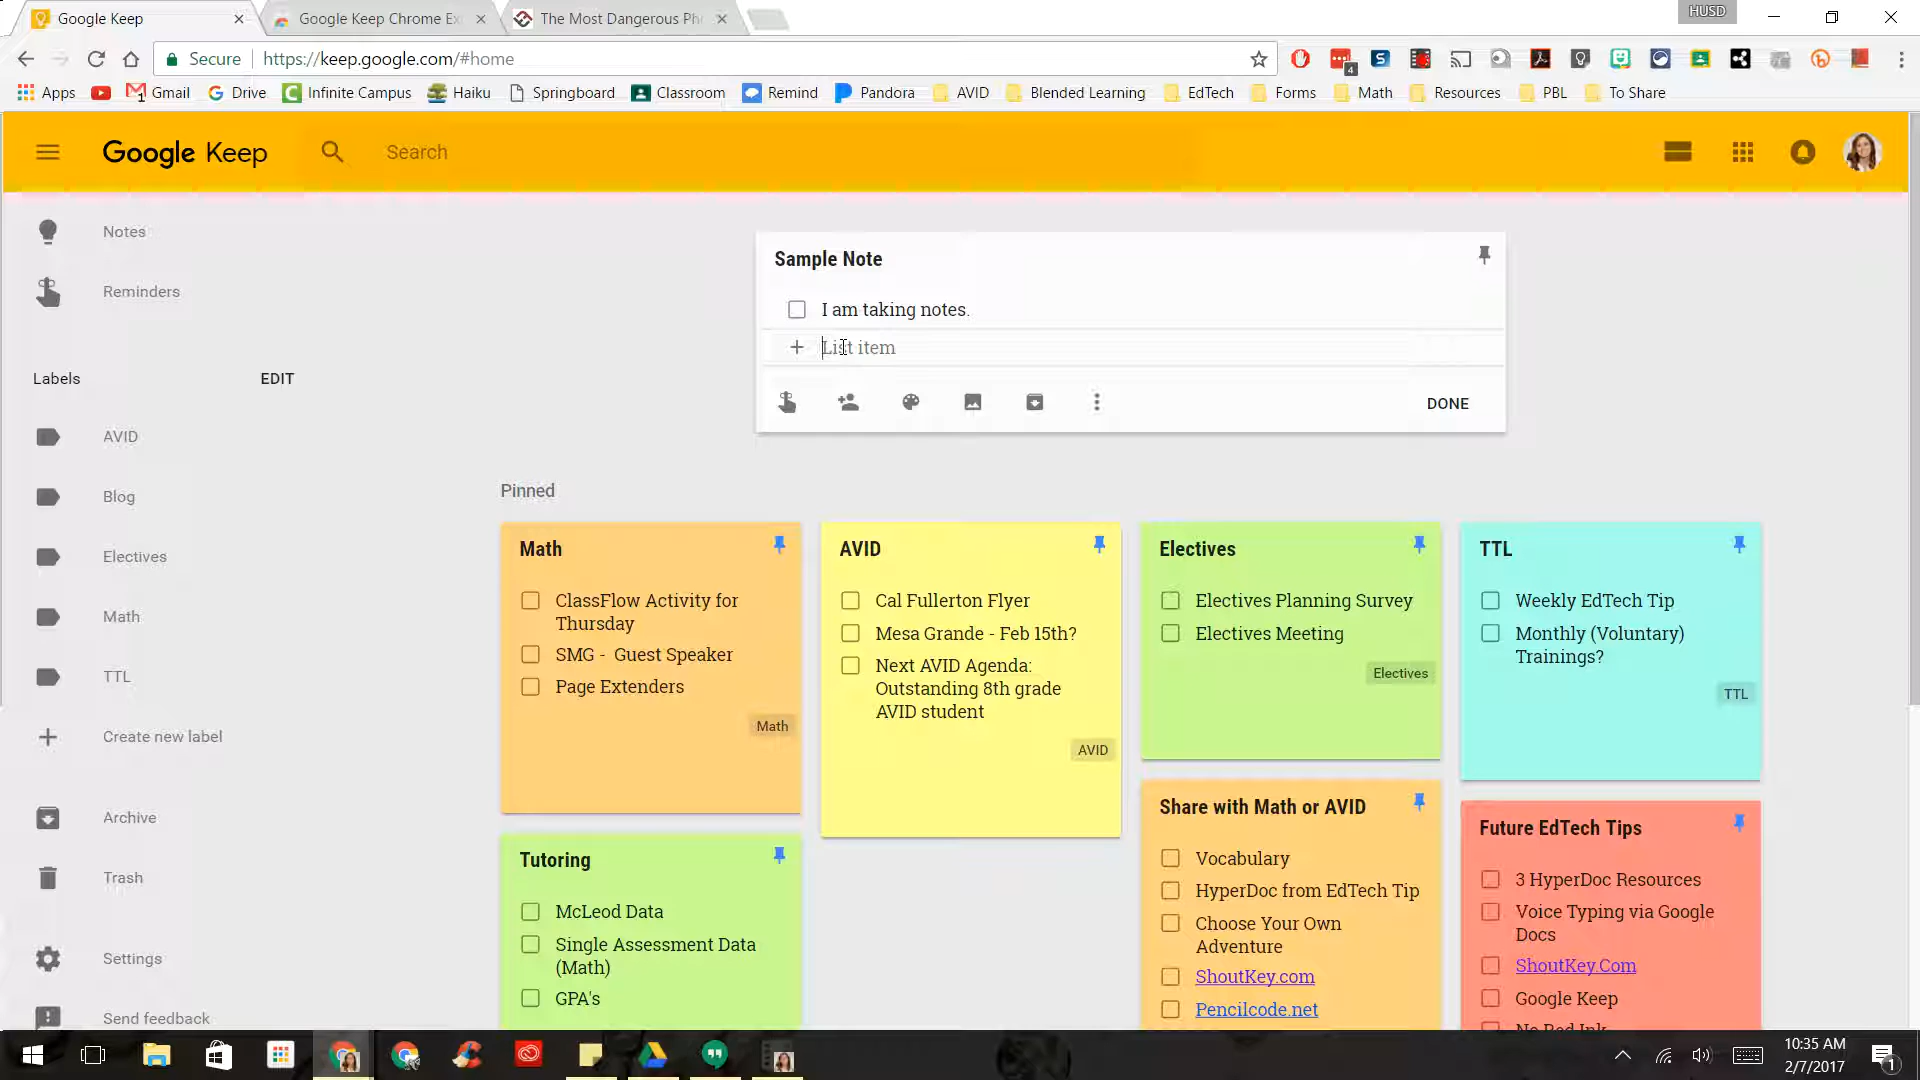 Google Keep
Google Keep Chrome Ex
The Most Dangerous Ph
HUSD
Secure
https://keep.google.com/#home
4
Apps
Gmail
Drive
Infinite Campus
Haiku
Springboard
Classroom
Remind
Pandora
AVID
Blended Learning
EdTech
Forms
Math
Resources
PBL
To Share
Google Keep
Search
Notes
Reminders
Labels
EDIT
AVID
Blog
Electives
Math
TTL
Create new label
Archive
Trash
Settings
Send feedback
Sample Note
I am taking notes.
List item
DONE
Pinned
Math
ClassFlow Activity for
Thursday
SMG - Guest Speaker
Page Extenders
Math
AVID
Cal Fullerton Flyer
Mesa Grande - Feb 15th?
Next AVID Agenda:
Outstanding 8th grade
AVID student
AVID
Electives
Electives Planning Survey
Electives Meeting
Electives
TTL
Weekly EdTech Tip
Monthly (Voluntary)
Trainings?
TTL
Tutoring
McLeod Data
Single Assessment Data
(Math)
GPA's
Share with Math or AVID
Vocabulary
HyperDoc from EdTech Tip
Choose Your Own
Adventure
ShoutKey.com
Pencilcode.net
Future EdTech Tips
3 HyperDoc Resources
Voice Typing via Google
Docs
ShoutKey.Com
Google Keep
No Red Ink
10:35 AM
2/7/2017
1